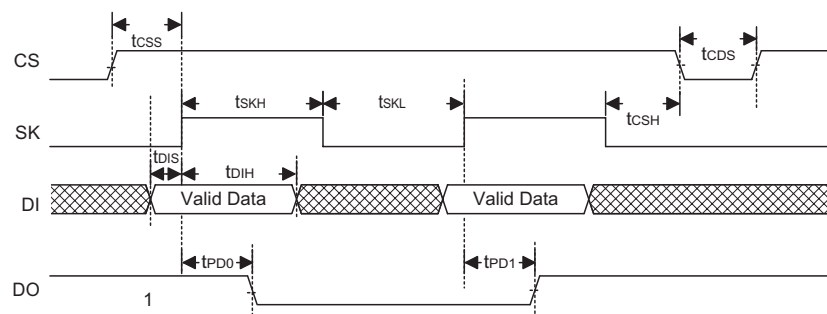 tCSS
tCDS
CS
tSKH
tSKL
tCSH
SK
tDIS
tDIH
DI
Valid Data
Valid Data
tPD0
tPD1
DO
1